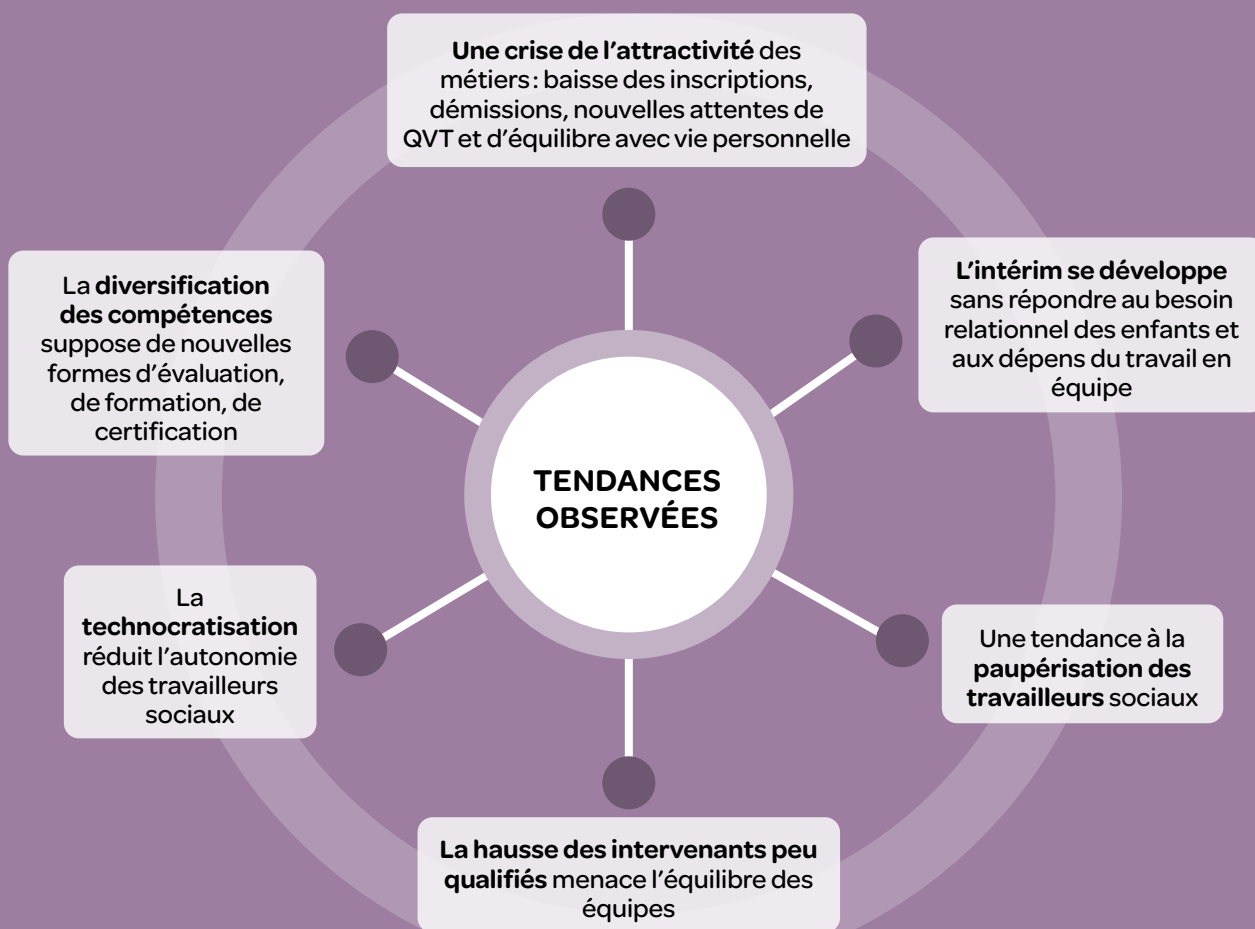 Une crise de l'attractivité des
métiers : baisse des inscriptions,
démissions, nouvelles attentes de
QVT et d'équilibre avec vie personnelle
L'intérim se développe
sans répondre au besoin
relationnel des enfants et
aux dépens du travail en
équipe
La diversification
des compétences
suppose de nouvelles
formes d'évaluation,
de formation, de
certification
TENDANCES
OBSERVÉES
La
technocratisation
réduit l'autonomie
des travailleurs
sociaux
Une tendance à la
paupérisation des
travailleurs sociaux
La hausse des intervenants peu
qualifiés menace l'équilibre des
équipes